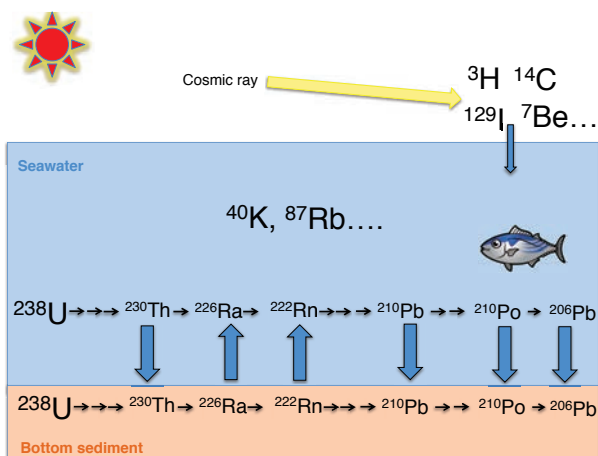 Cosmic ray
³H ¹⁴C
¹²⁹I ⁷Be...
Seawater
⁴⁰K, ⁸⁷Rb....
²³⁸U→→→ ²³⁰Th→ ²²⁶Ra→ ²²²Rn→→→ ²¹⁰Pb→→ ²¹⁰Po→ ²⁰⁶Pb
²³⁸U→→→ ²³⁰Th→ ²²⁶Ra→ ²²²Rn→→→ ²¹⁰Pb→→ ²¹⁰Po→ ²⁰⁶Pb
Bottom sediment